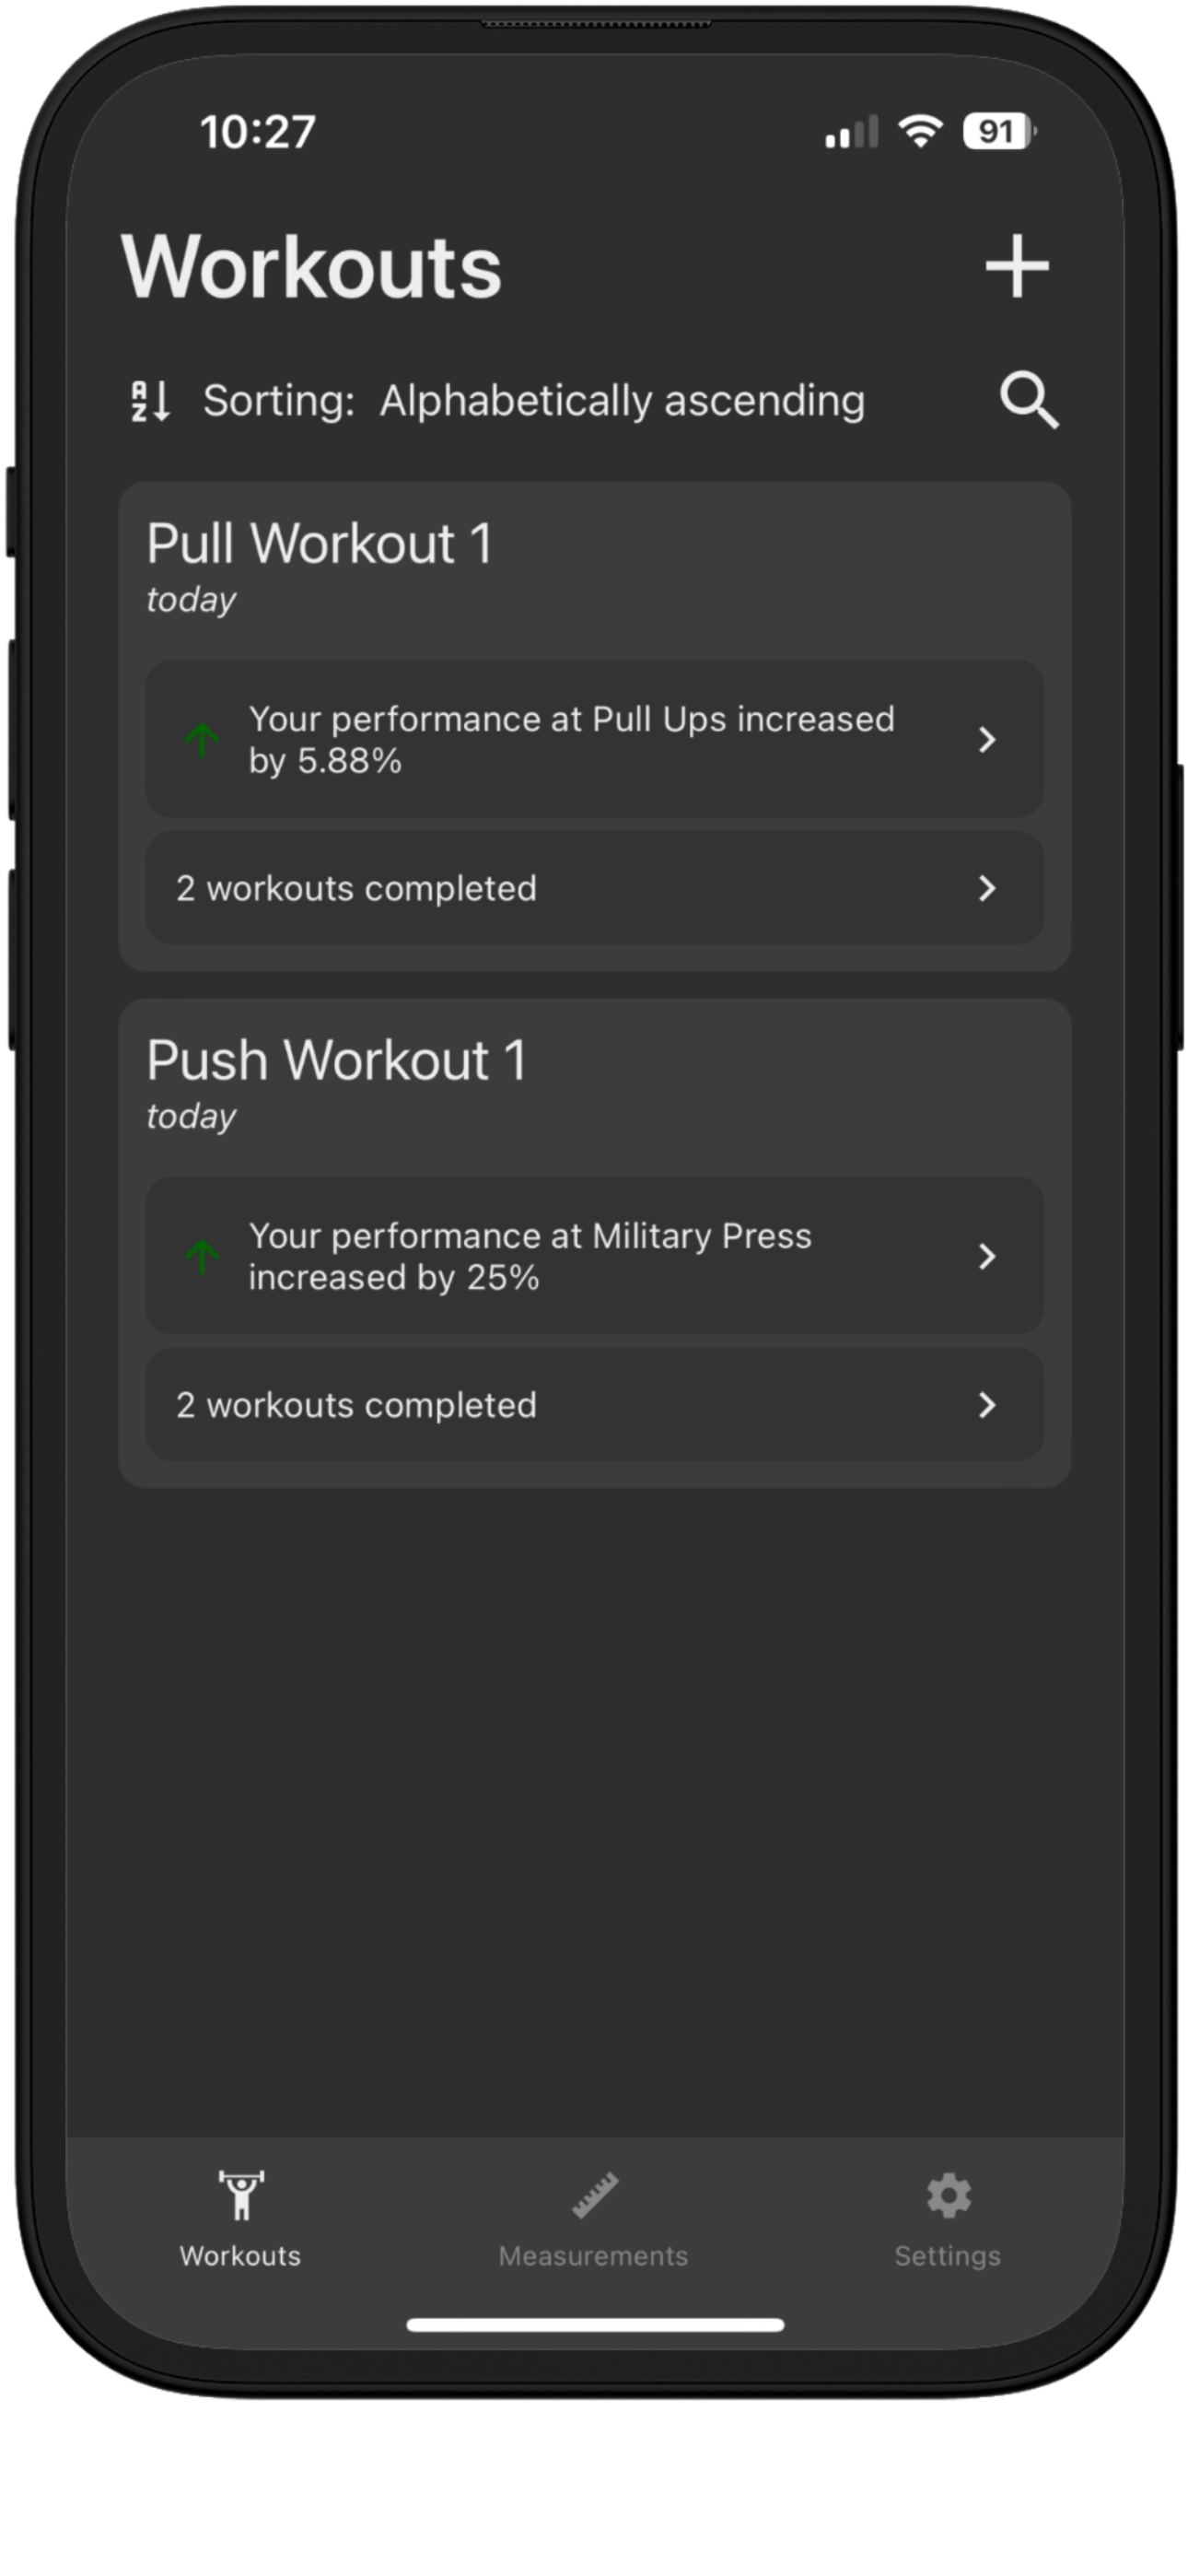 10:27
91
Workouts
Sorting: Alphabetically ascending
Pull Workout 1
today
Your performance at Pull Ups increased
by 5.88%
2 workouts completed
Push Workout 1
today
Your performance at Military Press
increased by 25%
2 workouts completed
Workouts
Measurements
Settings